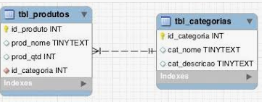 tbl_produtos
id_produto INT
prod_nome TINYTEXT
prod_qtd INT
id_categoria INT
Indexes
tbl_categorias
id_categoria INT
cat_nome TINYTEXT
cat_descricao TINYTEXT
Indexes